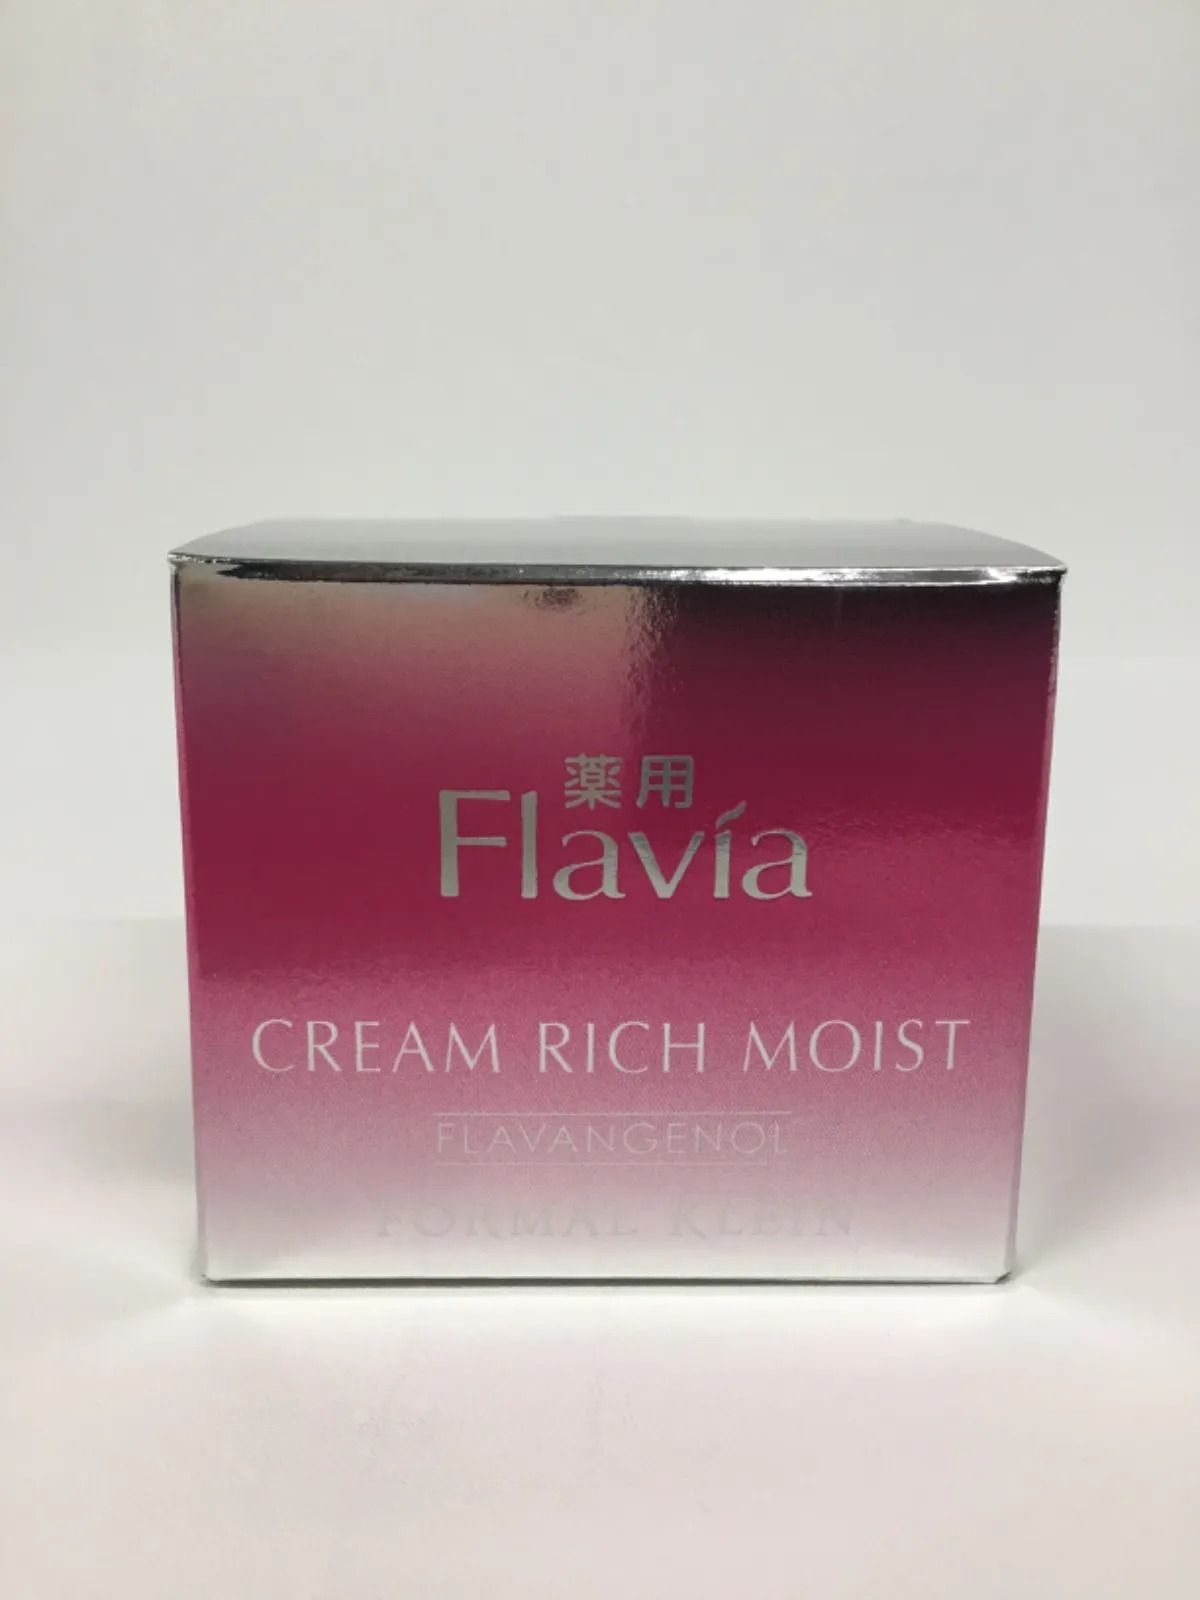 薬用
Flavía
CREAM RICH MOIST
FLAVANGENOL
FORMAL KLEIN